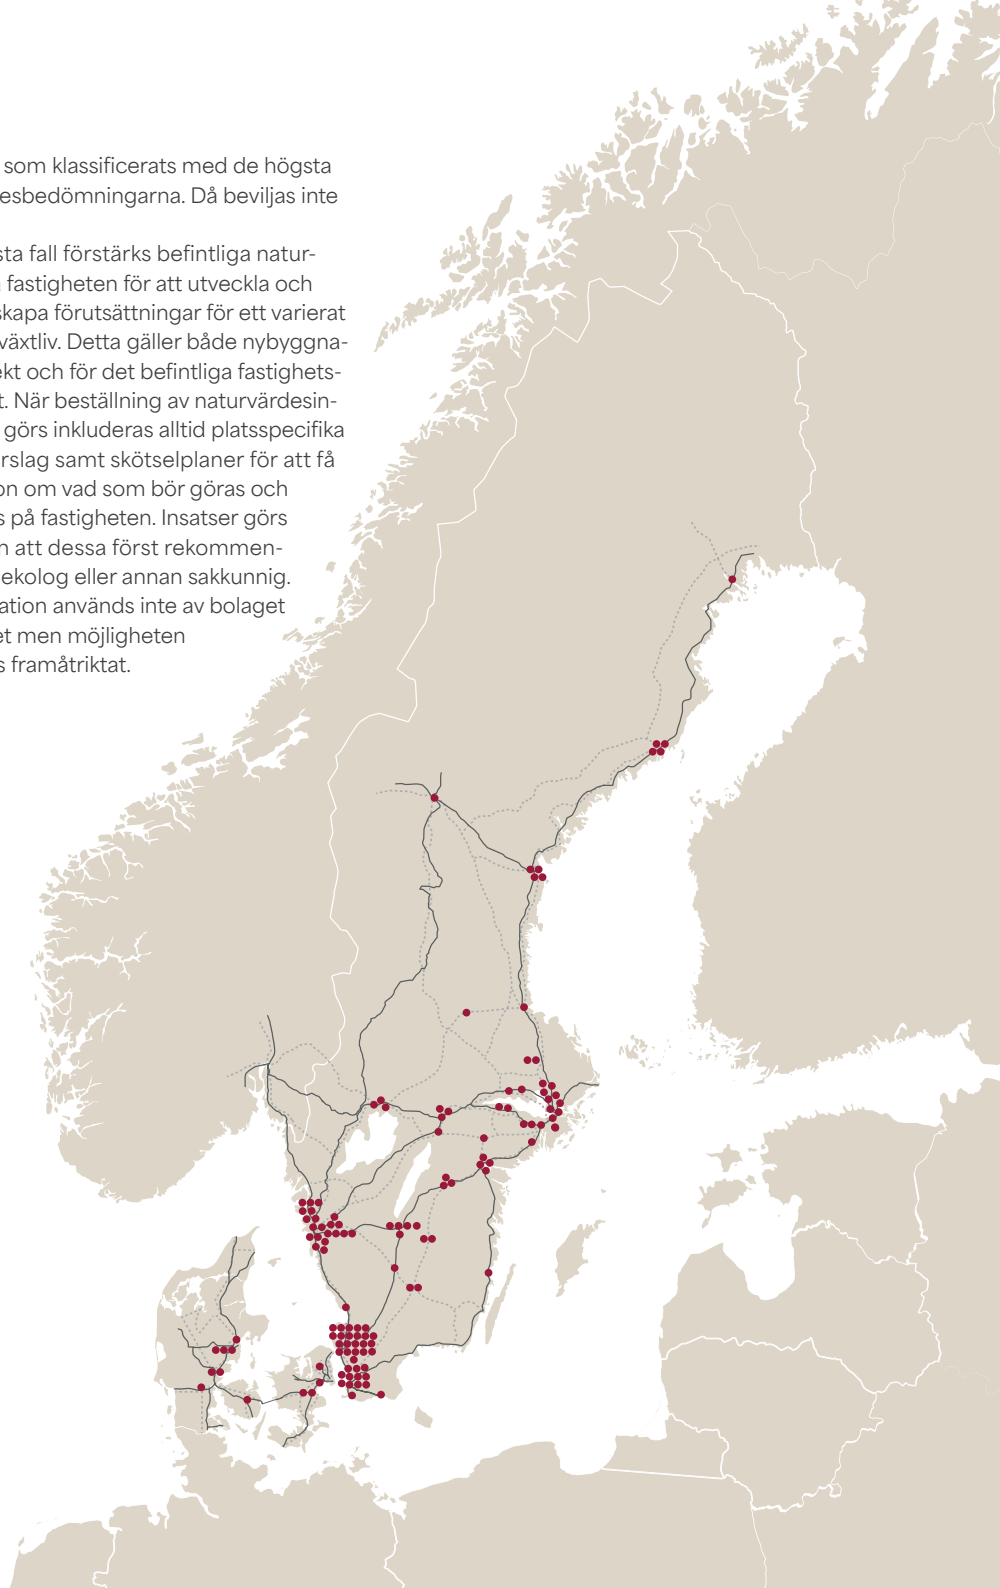 som klassificerats med de högsta
esbedömningarna. Då beviljas inte
sta fall förstärks befintliga natur-
fastigheten för att utveckla och
skapa förutsättningar för ett varierat
växtliv. Detta gäller både nybyggna-
ekt och för det befintliga fastighets-
t. När beställning av naturvärdesin-
görs inkluderas alltid platsspecifika
rslag samt skötselplaner för att få
on om vad som bör göras och
s på fastigheten. Insatser görs
n att dessa först rekommen-
ekolog eller annan sakkunnig.
ation används inte av bolaget
et men möjligheten
s framåtriktat.